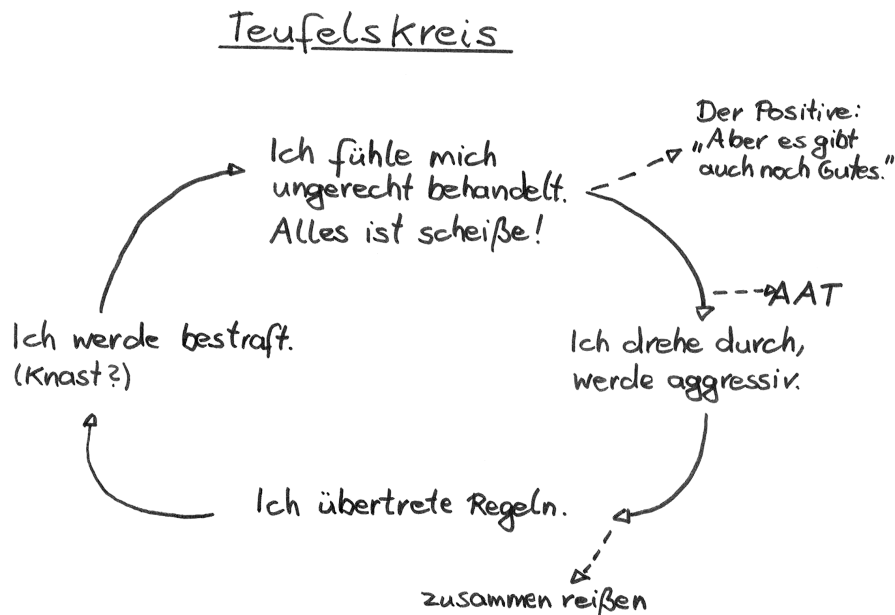 Teufelskreis
Der Positive:
„Aber es gibt
auch noch Gutes."
Ich fühle mich
ungerecht behandelt.
Alles ist scheiße!
AAT
Ich drehe durch,
werde aggressiv.
Ich werde bestraft.
(Knast?)
Ich übertrete Regeln.
zusammen reißen